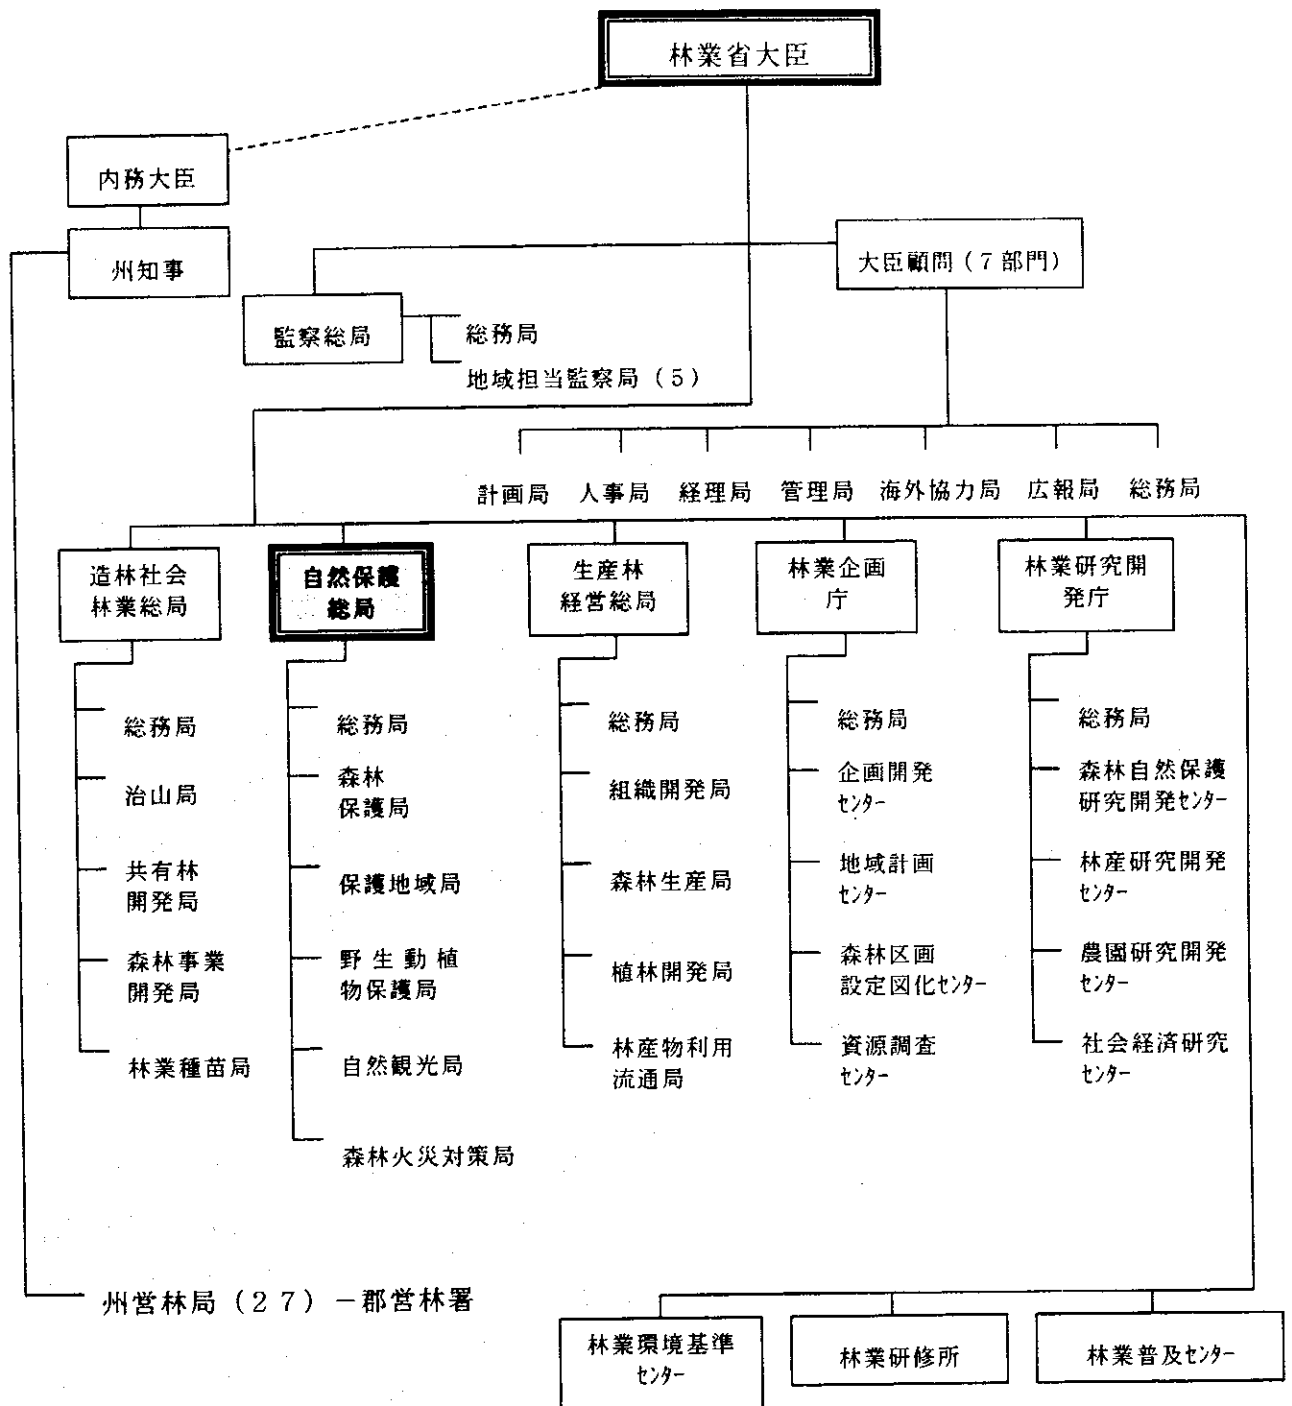 林業省大臣
内務大臣
州知事
大臣顧問(7部門)
監察総局
総務局
地域担当監察局(5)
計画局 人事局 経理局 管理局 海外協力局 広報局 総務局
造林社会
林業総局
自然保護
総局
生産林
経営総局
林業企画
庁
林業研究開
発庁
総務局
治山局
共有林
開発局
森林事業
開発局
林業種苗局
総務局
森林
保護局
保護地域局
野生動植
物保護局
自然観光局
森林火災対策局
総務局
組織開発局
森林生産局
植林開発局
林産物利用
流通局
総務局
企画開発
センター
地域計画
センター
森林区画
設定図化センター
資源調査
センター
総務局
森林自然保護
研究開発センター
林産研究開発
センター
農園研究開発
センター
社会経済研究
センター
州営林局(27)-郡営林署
林業環境基準
センター
林業研修所
林業普及センター